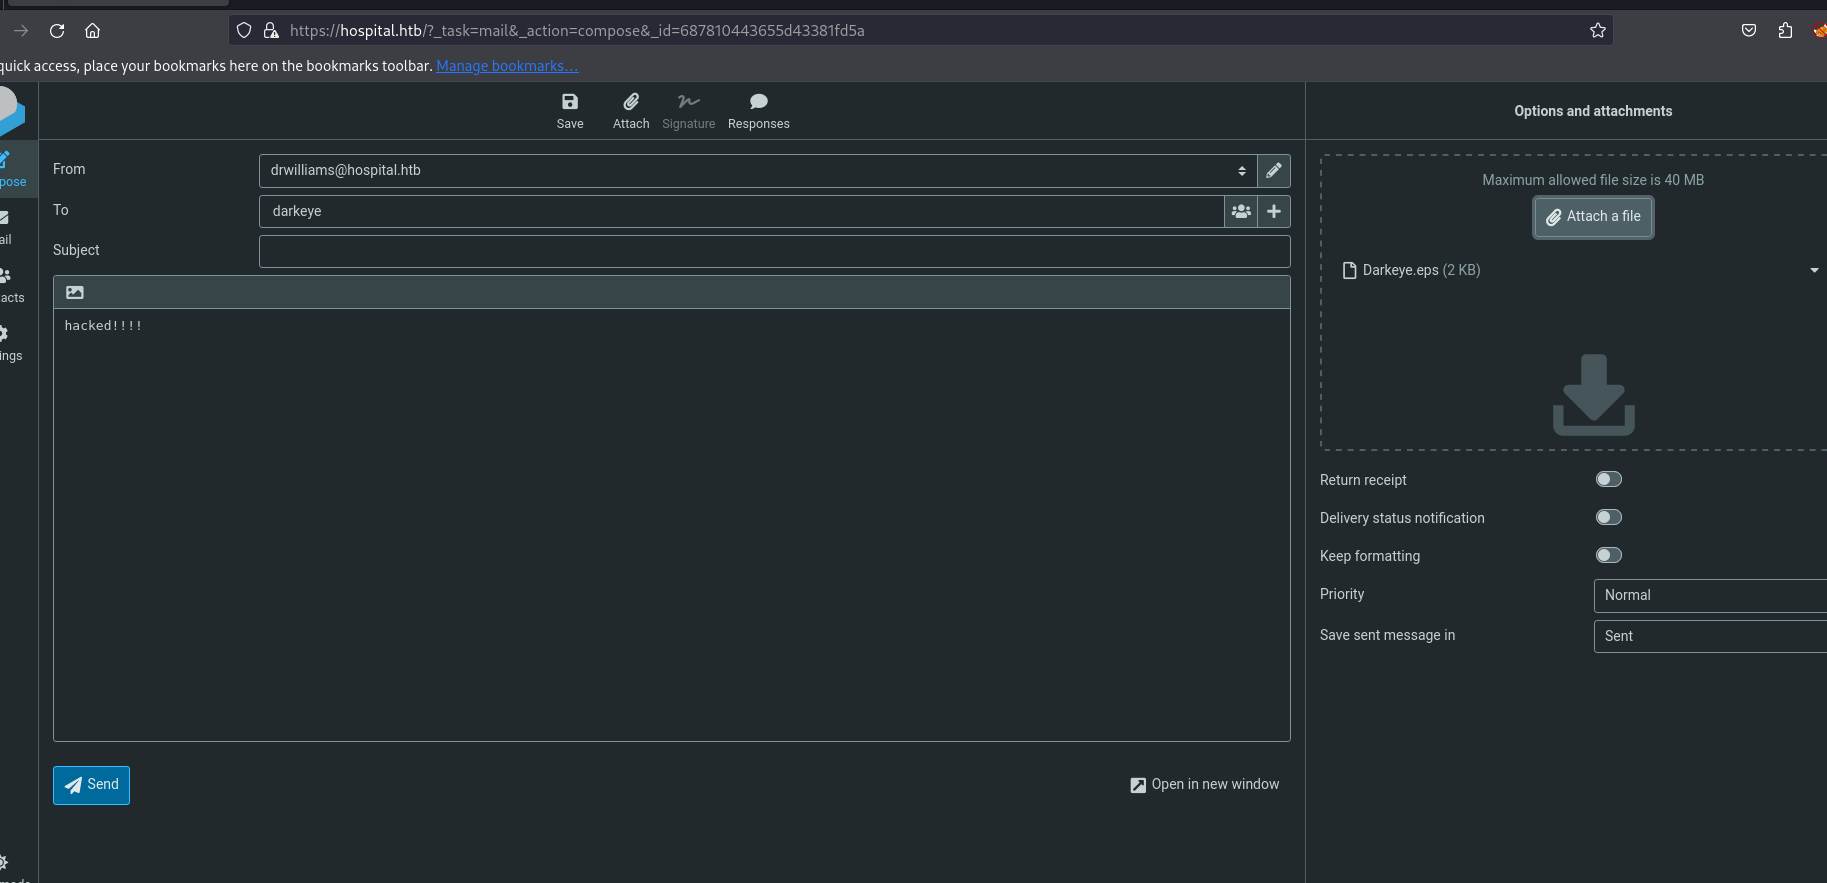 https://hospital.htb/?_task=mail&_action=compose&_id=687810443655d43381fd5a
quick access, place your bookmarks here on the bookmarks toolbar. Manage bookmarks...
Save
Attach
Signature
Responses
Options and attachments
From
drwilliams@hospital.htb
To
darkeye
Subject
hacked!!!!
Send
Open in new window
Maximum allowed file size is 40 MB
Attach a file
Darkeye.eps (2 KB)
Return receipt
Delivery status notification
Keep formatting
Priority
Normal
Save sent message in
Sent
pose
ail
acts
ings